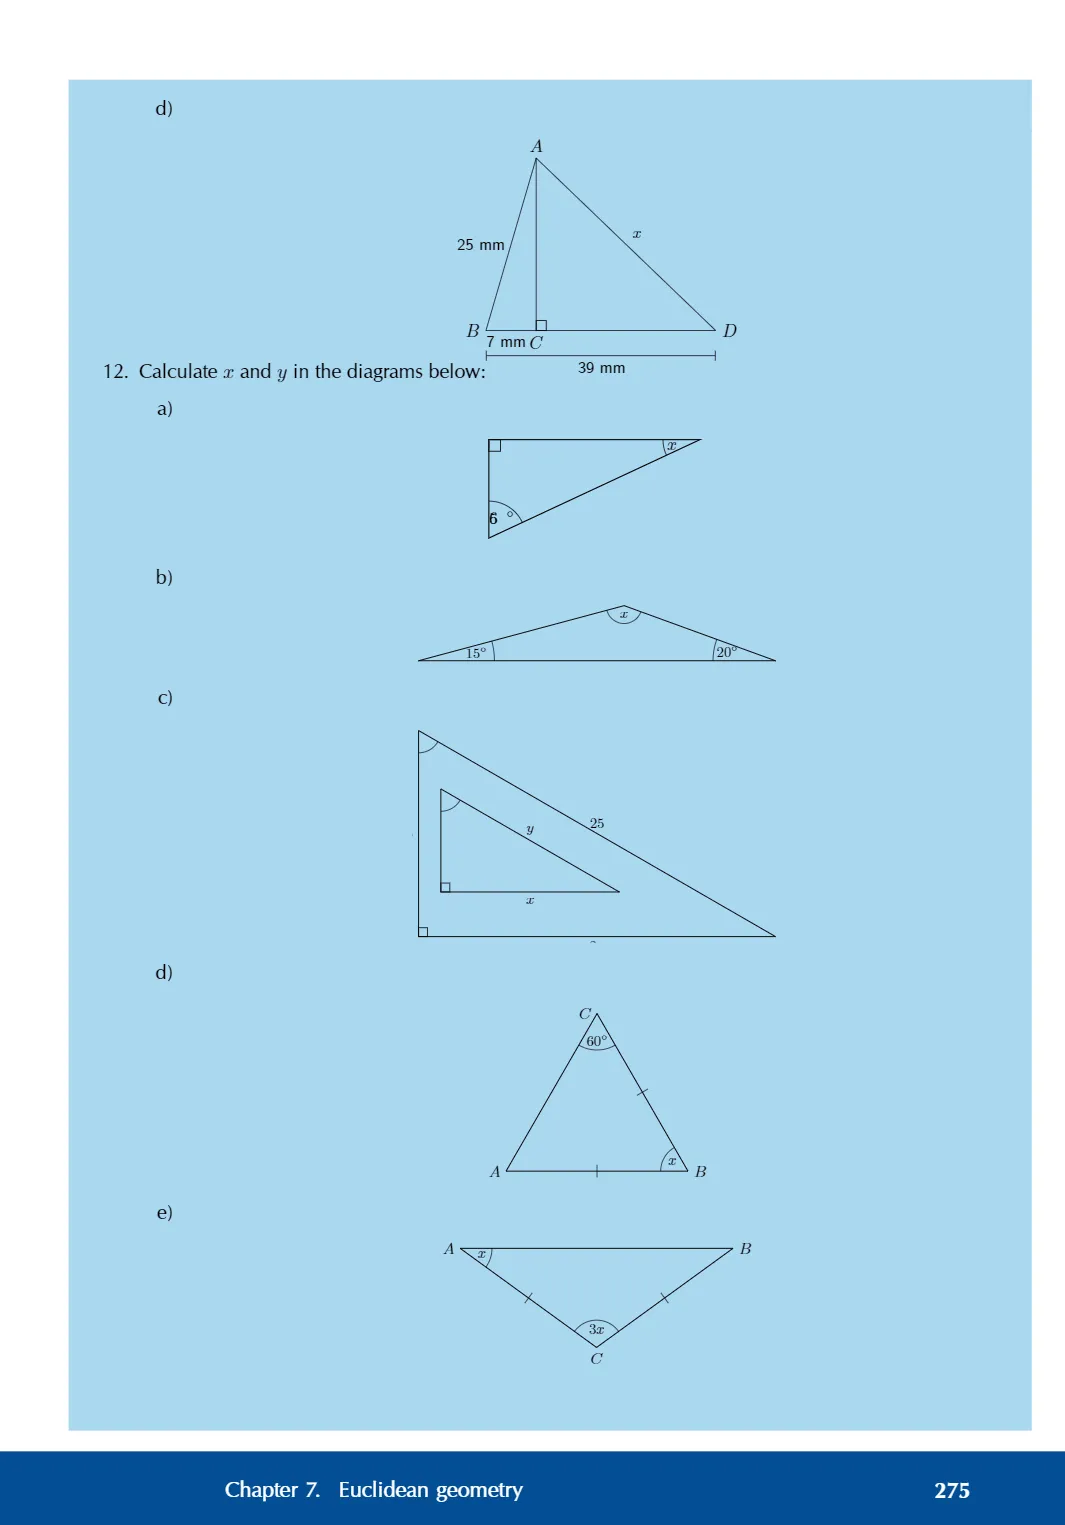 d)
A
x
25 mm
B
D
7 mm C
39 mm
12. Calculate x and y in the diagrams below:
a)
x
°
b)
x
15°
20°
c)
25
y
x
d)
C
60°
x
A
B
e)
A
x
B
3x
C
Chapter 7. Euclidean geometry
275